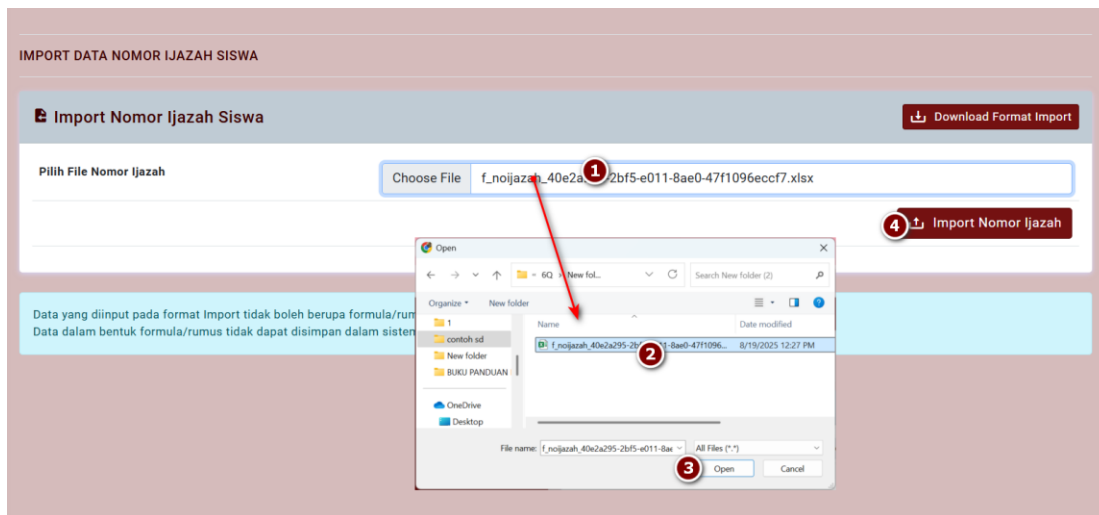 IMPORT DATA NOMOR IJAZAH SISWA
Import Nomor Ijazah Siswa
Download Format Import
Pilih File Nomor Ijazah
Choose File f_noijazah_40e2a 1 2bf5-e011-8ae0-47f1096eccf7.xlsx
4 Import Nomor Ijazah
Open
6Q New fol...
Search New folder (2)
Organize New folder
Data yang diinput pada format Import tidak boleh berupa
Data dalam bentuk formula/rumus tidak dapat disimpan dalam
1
contoh sd
New folder
BUKU PANDUAN
OneDrive
Desktop
Name Date modified
f_noijazah_40e2a295- 2 -8ae0-47f1096... 8/19/2025 12:27 PM
File name: f_noijazah_40e2a295-2bf5-e011-8ae All Files (*.*)
3 Open Cancel